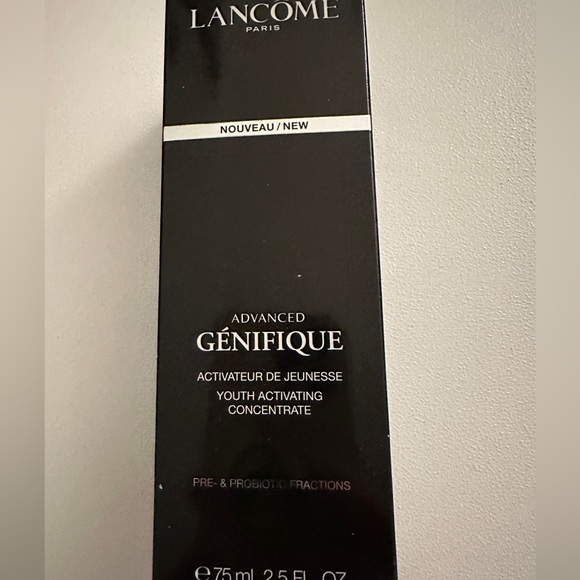 LANCÔME
PARIS
NOUVEAU / NEW
ADVANCED
GÉNIFIQUE
ACTIVATEUR DE JEUNESSE
YOUTH ACTIVATING
CONCENTRATE
PRE- & PROBIOTIC FRACTIONS
℮ 75 ml 2.5 FL. OZ.